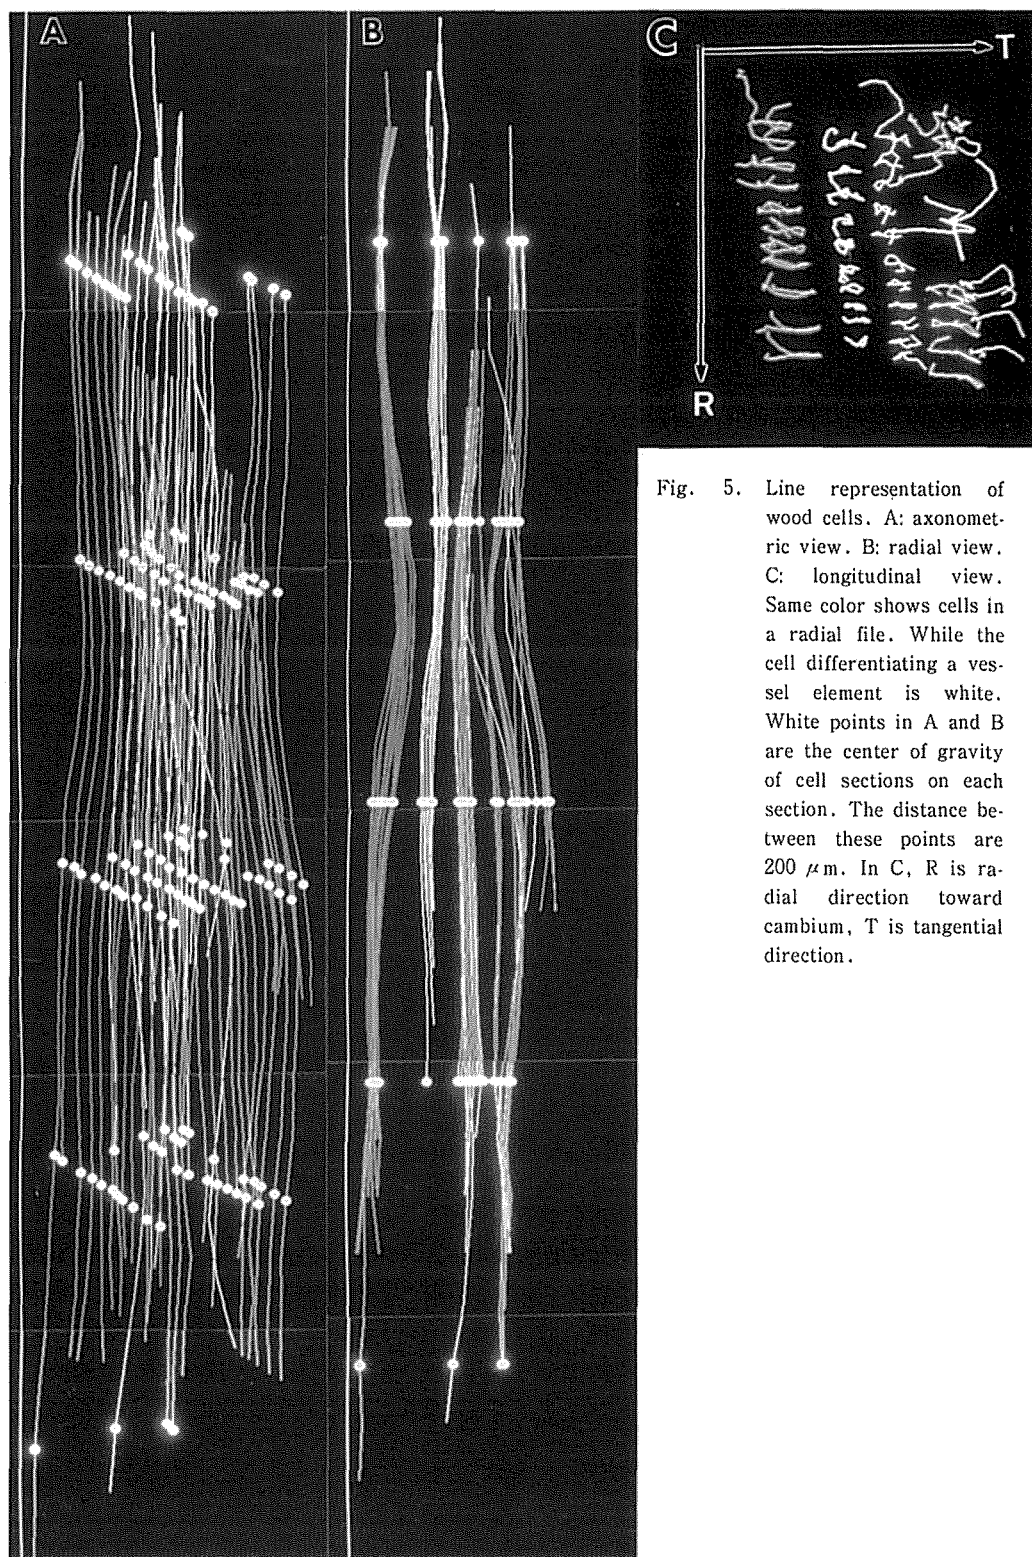 A
B
C
T
R
Fig. 5. Line representation of
wood cells. A: axonomet-
ric view. B: radial view.
C: longitudinal view.
Same color shows cells in
a radial file. While the
cell differentiating a ves-
sel element is white.
White points in A and B
are the center of gravity
of cell sections on each
section. The distance be-
tween these points are
200 μm. In C, R is ra-
dial direction toward
cambium, T is tangential
direction.